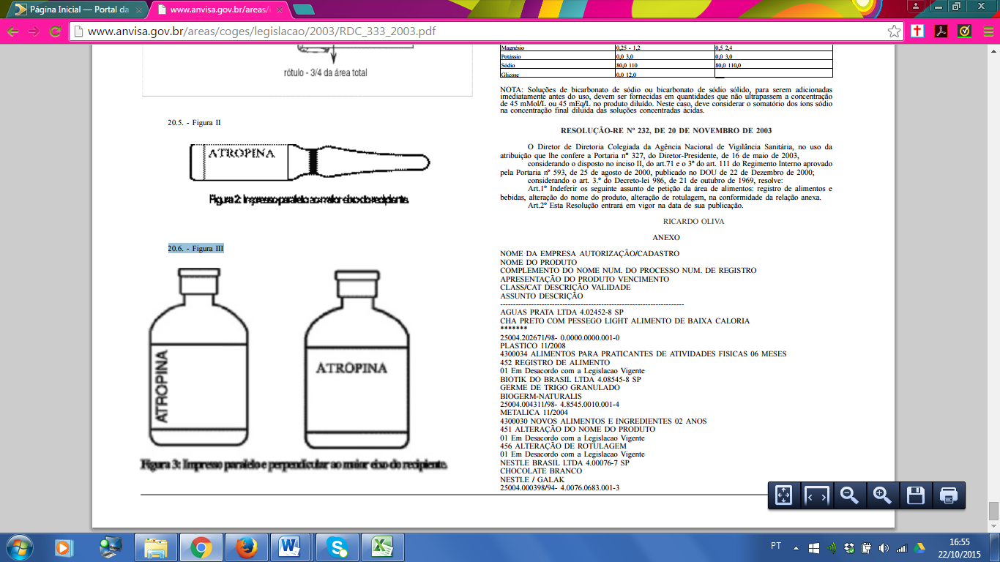 Página Inicial — Portal da
www.anvisa.gov.br/areas/
www.anvisa.gov.br/areas/coges/legislacao/2003/RDC_333_2003.pdf
rótulo - 3/4 da área total
20.5. - Figura II
ATROPINA
Figura 2: Impresso paralelo ao maior eixo do recipiente.
20.6. - Figura III
ATROPINA
ATROPINA
Figura 3: Impresso paralelo e perpendicular ao maior eixo do recipiente.
Magnésio 0,25 - 1,2 0,5 2,4
Potássio 0,0 3,0 0,0 3,0
Sódio 80,0 110 80,0 110,0
Glicose 0,0 12,0
NOTA: Soluções de bicarbonato de sódio ou bicarbonato de sódio sólido, para serem adicionadas
imediatamente antes do uso, devem ser fornecidas em quantidades que não ultrapassem a concentração
de 45 mMol/L ou 45 mEq/L no produto diluído. Neste caso, deve considerar o somatório dos íons sódio
na concentração final diluída das soluções concentradas ácidas.
RESOLUÇÃO-RE Nº 232, DE 20 DE NOVEMBRO DE 2003
O Diretor de Diretoria Colegiada da Agência Nacional de Vigilância Sanitária, no uso da
atribuição que lhe confere a Portaria nº 327, do Diretor-Presidente, de 16 de maio de 2003,
considerando o disposto no inciso II, do art.71 e o 3º do art. 111 do Regimento Interno aprovado
pela Portaria nº 593, de 25 de agosto de 2000, publicado no DOU de 22 de Dezembro de 2000;
considerando o art. 3.º do Decreto-lei 986, de 21 de outubro de 1969, resolve:
Art.1º Indeferir os seguinte assunto de petição da área de alimentos: registro de alimentos e
bebidas, alteração do nome do produto, alteração de rotulagem, na conformidade da relação anexa.
Art.2º Esta Resolução entrará em vigor na data de sua publicação.
RICARDO OLIVA
ANEXO
NOME DA EMPRESA AUTORIZAÇÃO/CADASTRO
NOME DO PRODUTO
COMPLEMENTO DO NOME NUM. DO PROCESSO NUM. DE REGISTRO
APRESENTAÇÃO DO PRODUTO VENCIMENTO
CLASS/CAT DESCRIÇÃO VALIDADE
ASSUNTO DESCRIÇÃO
------------------------------------------------------------------------
AGUAS PRATA LTDA 4.02452-8 SP
CHA PRETO COM PESSEGO LIGHT ALIMENTO DE BAIXA CALORIA
*******
25004.202671/98- 0.0000.0000.001-0
PLASTICO 11/2008
4300034 ALIMENTOS PARA PRATICANTES DE ATIVIDADES FISICAS 06 MESES
452 REGISTRO DE ALIMENTO
01 Em Desacordo com a Legislacao Vigente
BIOTIK DO BRASIL LTDA 4.08545-8 SP
GERME DE TRIGO GRANULADO
BIOGERM-NATURALIS
25004.004311/98- 4.8545.0010.001-4
METALICA 11/2004
4300030 NOVOS ALIMENTOS E INGREDIENTES 02 ANOS
451 ALTERAÇÃO DO NOME DO PRODUTO
01 Em Desacordo com a Legislacao Vigente
456 ALTERAÇÃO DE ROTULAGEM
01 Em Desacordo com a Legislacao Vigente
NESTLE BRASIL LTDA 4.00076-7 SP
CHOCOLATE BRANCO
NESTLE / GALAK
25004.000398/94- 4.0076.0683.001-3
PT
16:55
22/10/2015